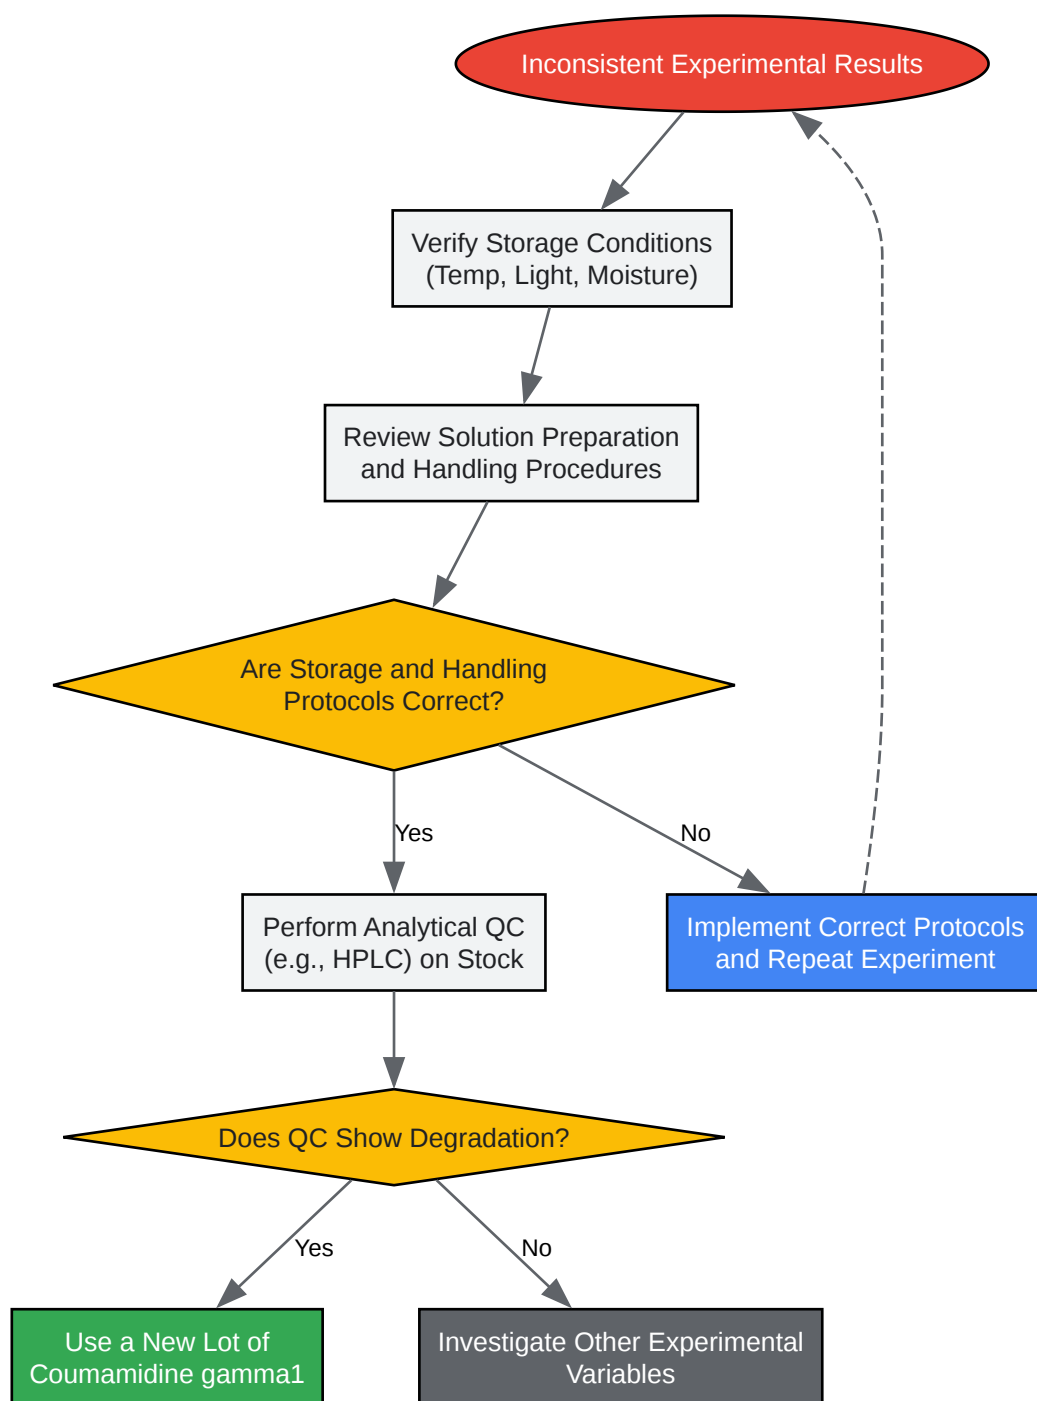 Inconsistent Experimental Results
Verify Storage Conditions
(Temp, Light, Moisture)
Review Solution Preparation
and Handling Procedures
Are Storage and Handling
Protocols Correct?
Yes
No
Perform Analytical QC
(e.g., HPLC) on Stock
Implement Correct Protocols
and Repeat Experiment
Does QC Show Degradation?
Yes
No
Use a New Lot of
Coumamidine gamma1
Investigate Other Experimental
Variables